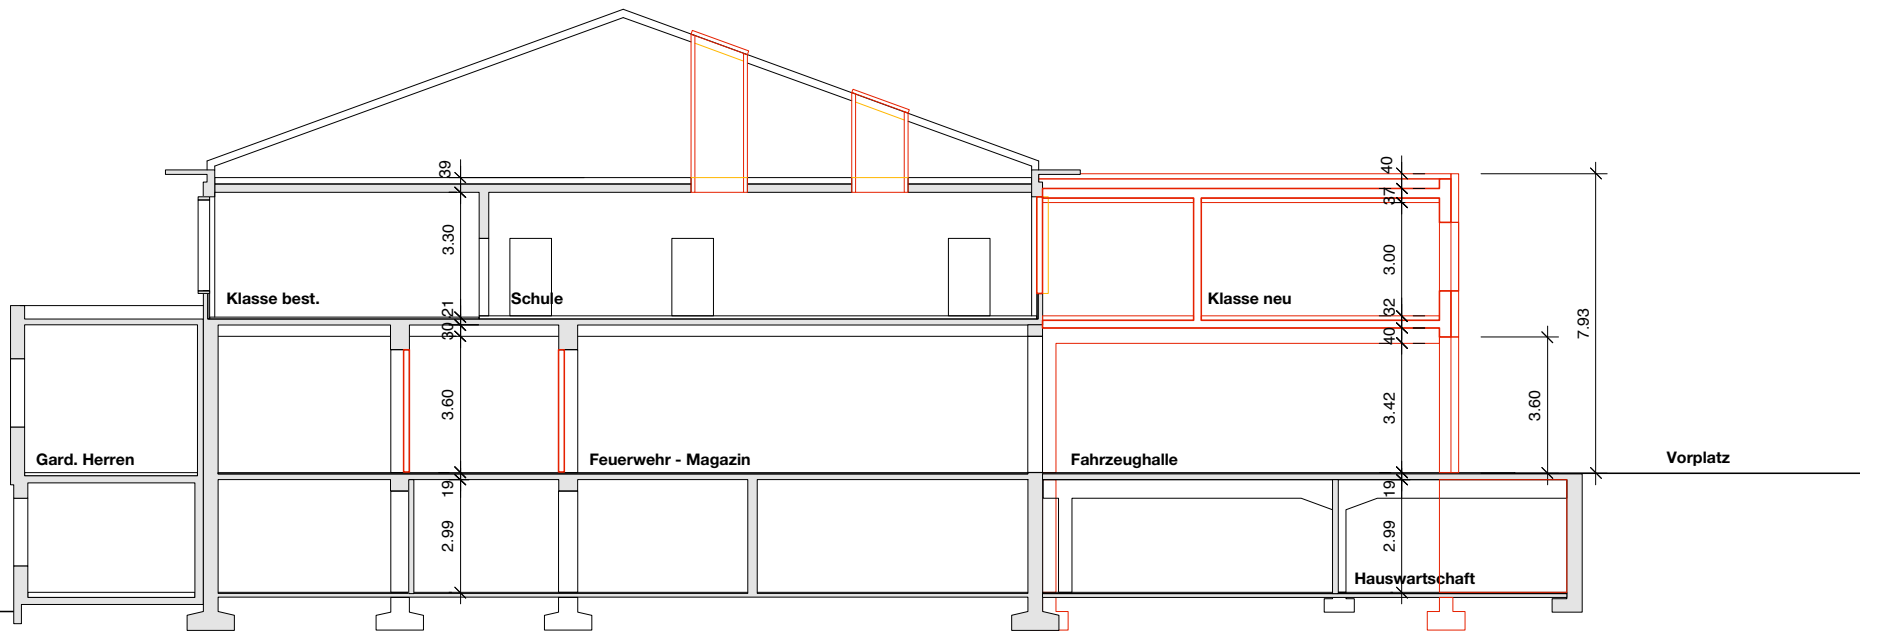 39
3.30
21
30
3.60
19
2.99
Klasse best.
Schule
Gard. Herren
Feuerwehr - Magazin
40
37
3.00
32
40
3.42
19
2.99
Klasse neu
Fahrzeughalle
Hauswartschaft
3.60
7.93
Vorplatz